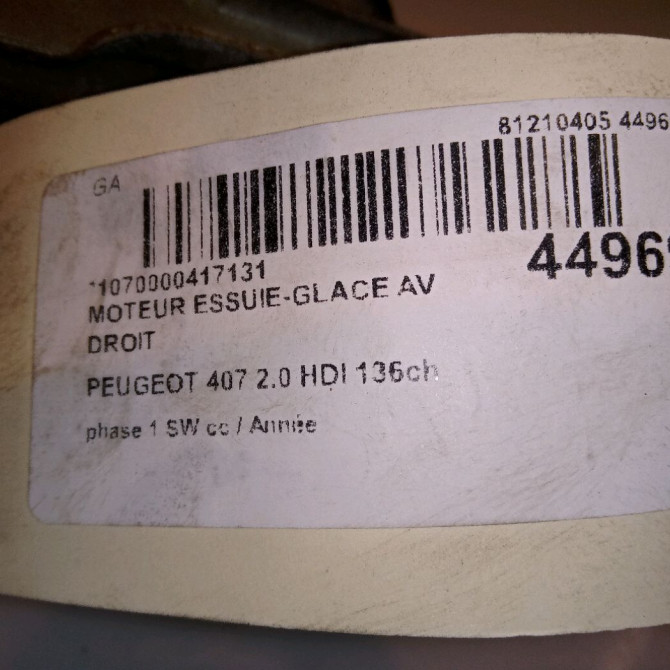 81210405 4496
GA
4496
*1070000417131
MOTEUR ESSUIE-GLACE AV
DROIT
PEUGEOT 407 2.0 HDI 136ch
phase 1 SW cc / Année